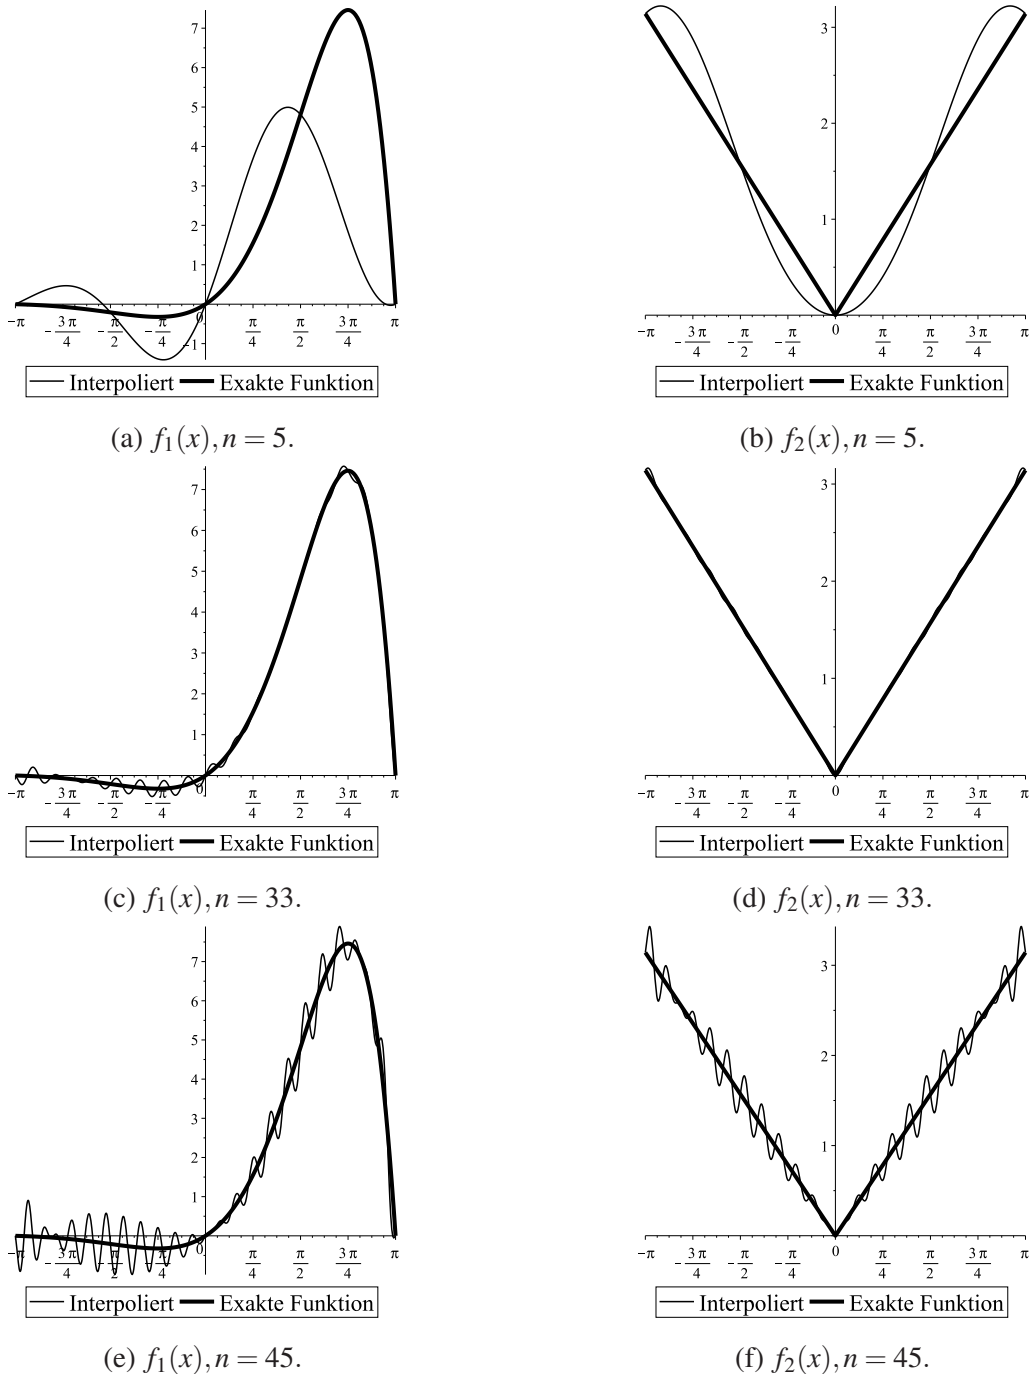 7
6
5
4
3
2
1
−π
−3π/4
−π/2
−π/4
0
π/4
π/2
3π/4
π
−1
Interpoliert Exakte Funktion
(a) f₁(x), n = 5.
3
2
1
−π
−3π/4
−π/2
−π/4
0
π/4
π/2
3π/4
π
Interpoliert Exakte Funktion
(b) f₂(x), n = 5.
7
6
5
4
3
2
1
−π
−3π/4
−π/2
−π/4
0
π/4
π/2
3π/4
π
Interpoliert Exakte Funktion
(c) f₁(x), n = 33.
3
2
1
−π
−3π/4
−π/2
−π/4
0
π/4
π/2
3π/4
π
Interpoliert Exakte Funktion
(d) f₂(x), n = 33.
7
6
5
4
3
2
1
−π
−3π/4
−π/2
−π/4
0
π/4
π/2
3π/4
π
Interpoliert Exakte Funktion
(e) f₁(x), n = 45.
3
2
1
−π
−3π/4
−π/2
−π/4
0
π/4
π/2
3π/4
π
Interpoliert Exakte Funktion
(f) f₂(x), n = 45.